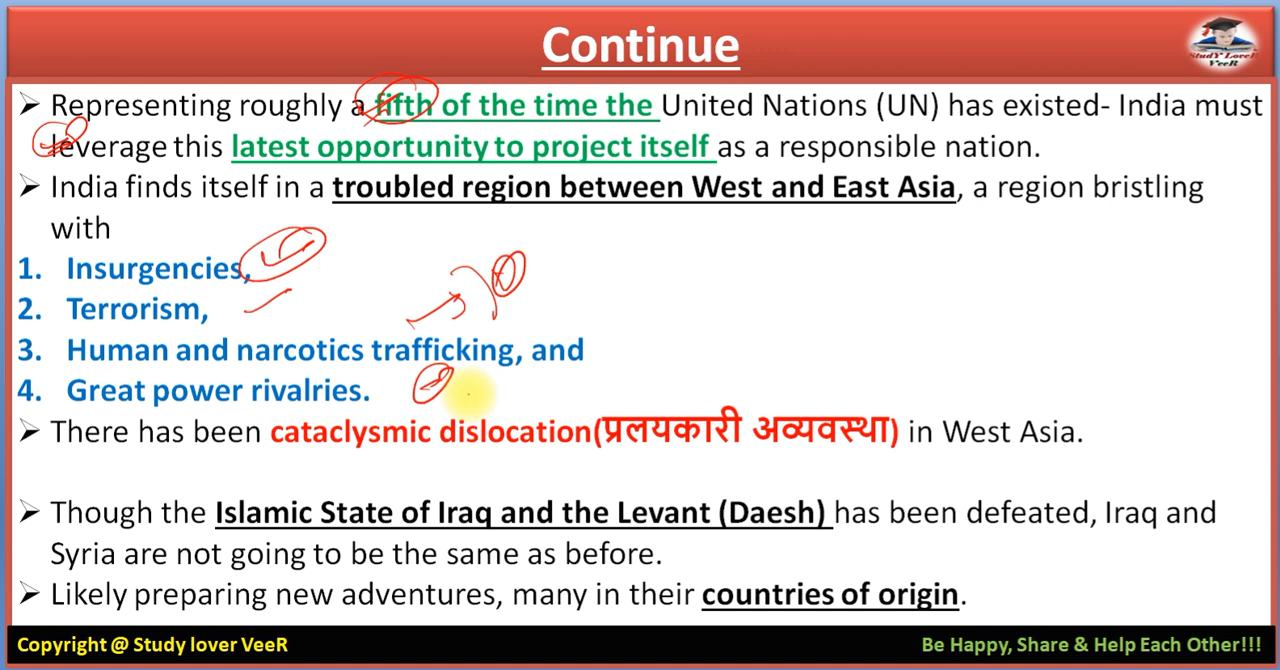 Continue
StudY LoveR
VeeR
➢ Representing roughly a fifth of the time the United Nations (UN) has existed- India must
leverage this latest opportunity to project itself as a responsible nation.
➢ India finds itself in a troubled region between West and East Asia, a region bristling
with
1. Insurgencies,
2. Terrorism,
3. Human and narcotics trafficking, and
4. Great power rivalries.
➢ There has been cataclysmic dislocation(प्रलयकारी अव्यवस्था) in West Asia.
➢ Though the Islamic State of Iraq and the Levant (Daesh) has been defeated, Iraq and
Syria are not going to be the same as before.
➢ Likely preparing new adventures, many in their countries of origin.
Copyright @ Study lover VeeR
Be Happy, Share & Help Each Other!!!